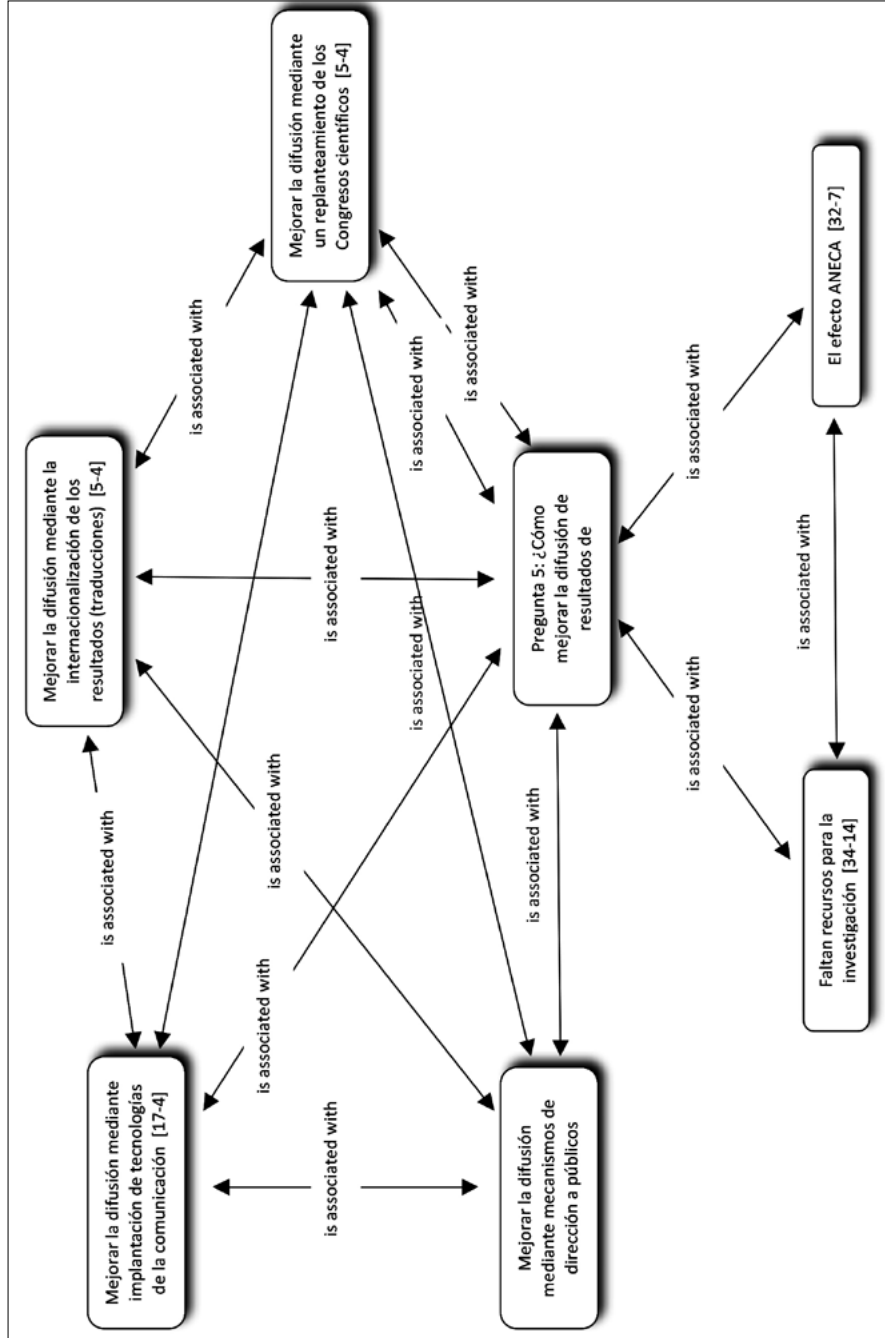 Mejorar la difusión mediante la
internacionalización de los
resultados (traducciones) [5-4]
Mejorar la difusión mediante
implantación de tecnologías
de la comunicación [17-4]
is associated with
is associated with
Mejorar la difusión mediante
un replanteamiento de los
Congresos científicos [5-4]
is associated with
is associated with
is associated with
is associated with
is associated with
is associated with
is associated with
Mejorar la difusión
mediante mecanismos de
dirección a públicos
is associated with
Pregunta 5: ¿Cómo
mejorar la difusión de
resultados de
is associated with
is associated with
Faltan recursos para la
investigación [34-14]
is associated with
El efecto ANECA [32-7]